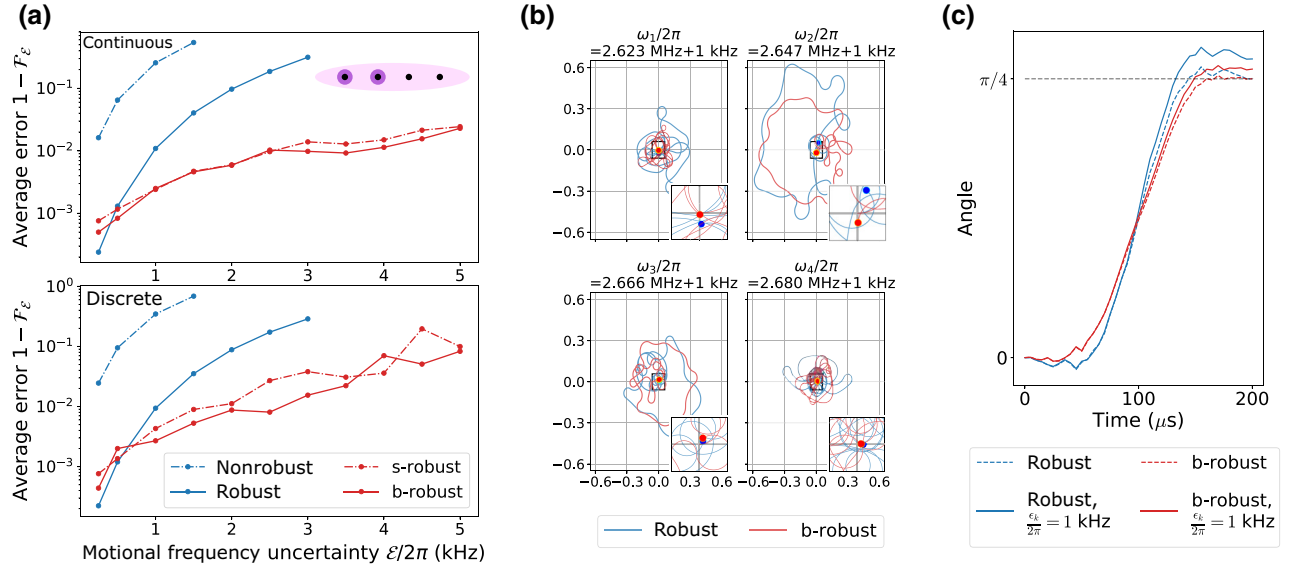 (a)
Continuous
Average error 1 − ℱ_ℰ
10⁻¹
10⁻²
10⁻³
1
2
3
4
5
Discrete
Average error 1 − ℱ_ℰ
10⁰
10⁻¹
10⁻²
10⁻³
Nonrobust
Robust
s-robust
b-robust
1
2
3
4
5
Motional frequency uncertainty ℰ/2π (kHz)
(b)
ω₁/2π
=2.623 MHz+1 kHz
ω₂/2π
=2.647 MHz+1 kHz
0.6
0.3
0.0
−0.3
−0.6
ω₃/2π
=2.666 MHz+1 kHz
ω₄/2π
=2.680 MHz+1 kHz
0.6
0.3
0.0
−0.3
−0.6
−0.6 −0.3 0.0 0.3 0.6
−0.6 −0.3 0.0 0.3 0.6
Robust
b-robust
(c)
Angle
π/4
0
0
100
200
Time (μs)
Robust
b-robust
Robust,
ϵₖ/2π = 1 kHz
b-robust,
ϵₖ/2π = 1 kHz